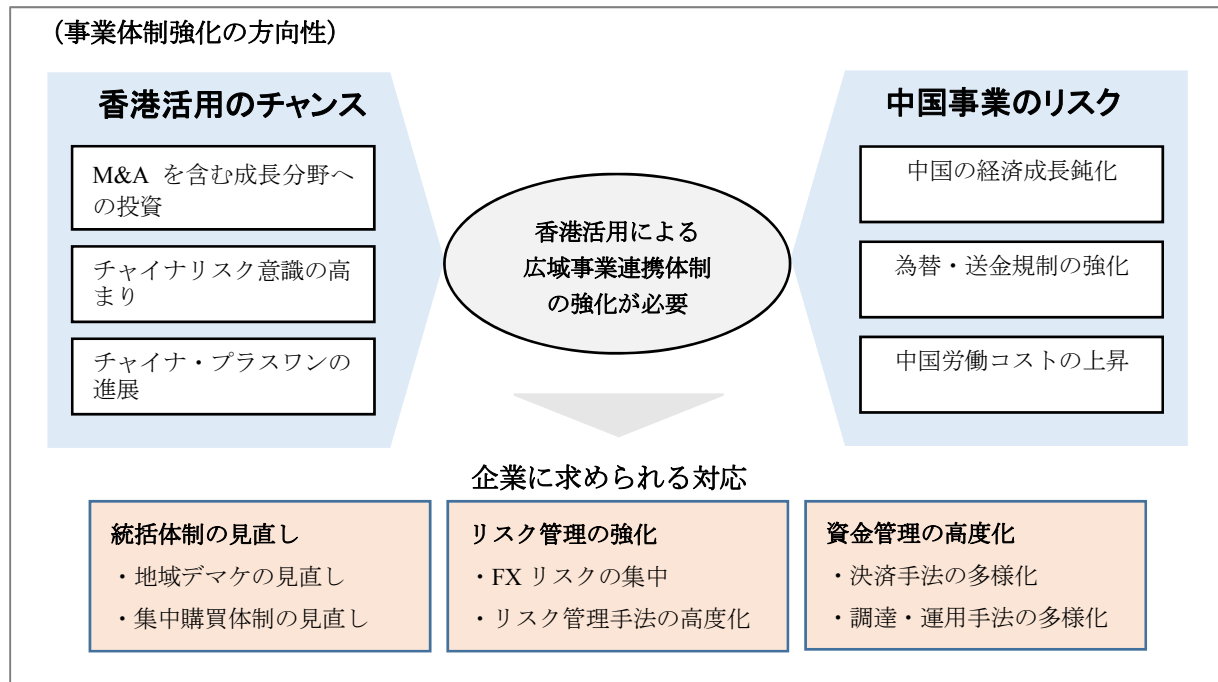 (事業体制強化の方向性)
香港活用のチャンス
M&A を含む成長分野へ
の投資
チャイナリスク意識の高
まり
チャイナ・プラスワンの
進展
香港活用による
広域事業連携体制
の強化が必要
中国事業のリスク
中国の経済成長鈍化
為替・送金規制の強化
中国労働コストの上昇
企業に求められる対応
統括体制の見直し
・地域デマケの見直し
・集中購買体制の見直し
リスク管理の強化
・FX リスクの集中
・リスク管理手法の高度化
資金管理の高度化
・決済手法の多様化
・調達・運用手法の多様化